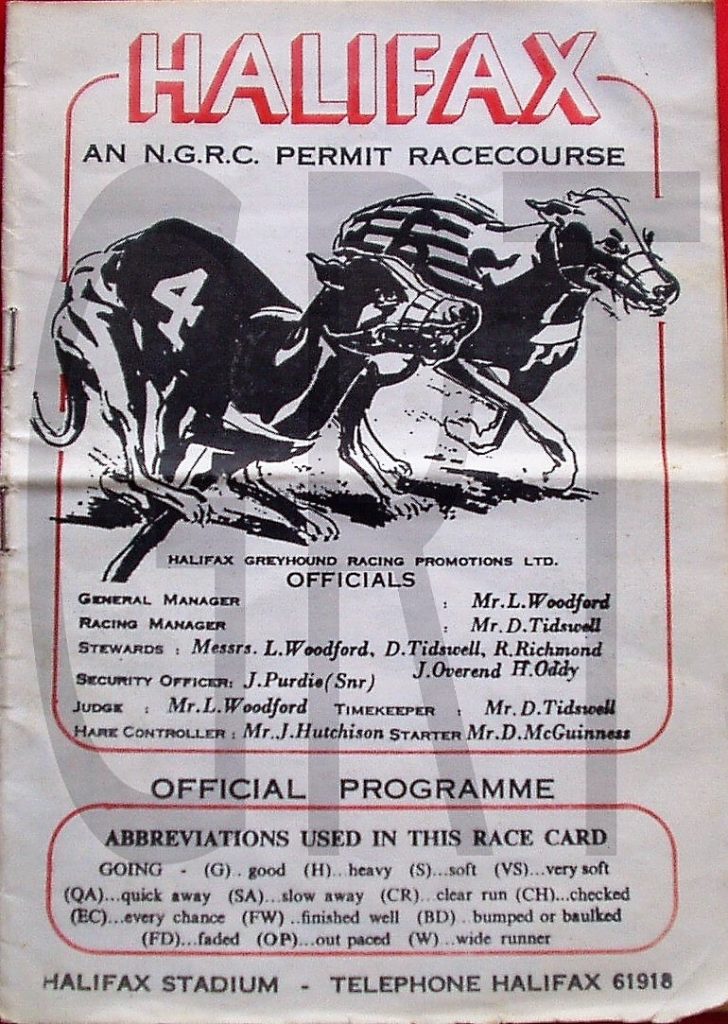 HALIFAX
AN N.G.R.C. PERMIT RACECOURSE
4
GRT
HALIFAX GREYHOUND RACING PROMOTIONS LTD.
OFFICIALS
GENERAL MANAGER : Mr.L.Woodford
RACING MANAGER : Mr.D.Tidswell
STEWARDS : Messrs. L.Woodford, D.Tidswell, R.Richmond
J.Overend H.Oddy
SECURITY OFFICER: J.Purdie(Snr)
JUDGE : Mr.L.Woodford TIMEKEEPER : Mr.D.Tidswell
HARE CONTROLLER : Mr.J.Hutchison STARTER Mr.D.McGuinness
OFFICIAL PROGRAMME
ABBREVIATIONS USED IN THIS RACE CARD
GOING - (G)..good (H)...heavy (S)...soft (VS)...very soft
(QA)...quick away (SA)...slow away (CR)...clear run (CH)...checked
(EC)...every chance (FW)..finished well (BD)..bumped or baulked
(FD)...faded (OP)...out paced (W)...wide runner
HALIFAX STADIUM - TELEPHONE HALIFAX 61918